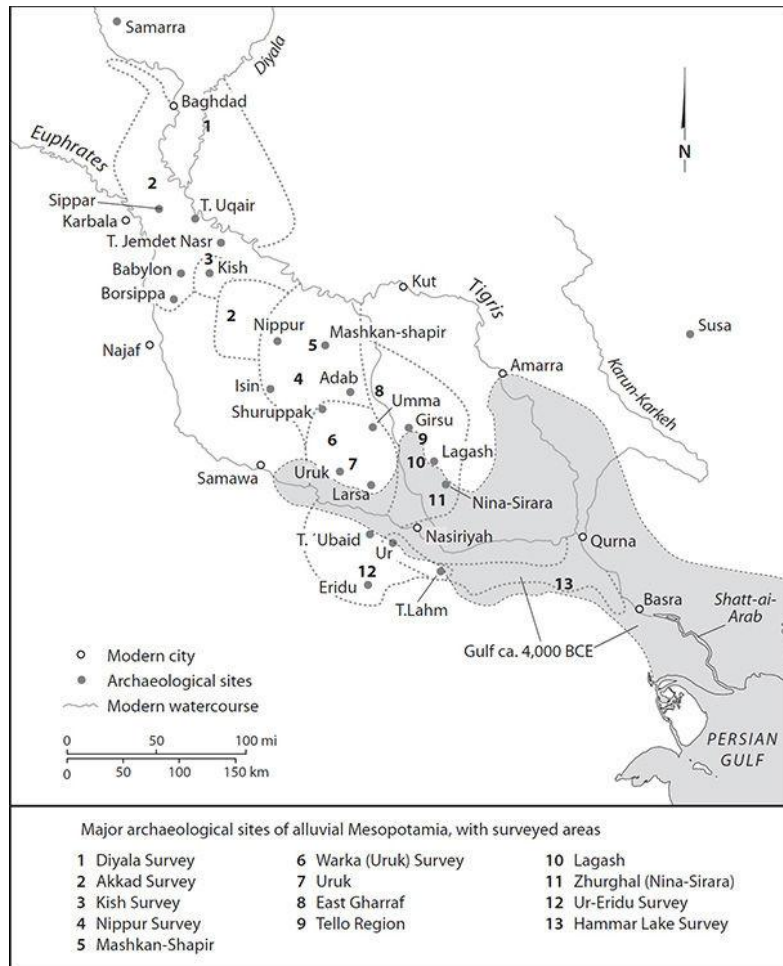 Samarra
Diyala
Baghdad
1
Euphrates
N
2
Sippar
T. Uqair
Karbala
T. Jemdet Nasr
3
Babylon
Kish
Kut
Tigris
Borsippa
2
Nippur
Mashkan-shapir
Susa
Najaf
5
Karun-Karkeh
Amarra
4
Isin
Adab
8
Shuruppak
Umma
Girsu
6
9
Lagash
10
7
Uruk
Samawa
Larsa
11
Nina-Sirara
Nasiriyah
T. ´Ubaid
Qurna
Ur
12
Eridu
13
T.Lahm
Basra
Shatt-ai-
Arab
Gulf ca. 4,000 BCE
Modern city
Archaeological sites
Modern watercourse
PERSIAN
GULF
0 50 100 mi
0 50 100 150 km
Major archaeological sites of alluvial Mesopotamia, with surveyed areas
1 Diyala Survey
2 Akkad Survey
3 Kish Survey
4 Nippur Survey
5 Mashkan-Shapir
6 Warka (Uruk) Survey
7 Uruk
8 East Gharraf
9 Tello Region
10 Lagash
11 Zhurghal (Nina-Sirara)
12 Ur-Eridu Survey
13 Hammar Lake Survey